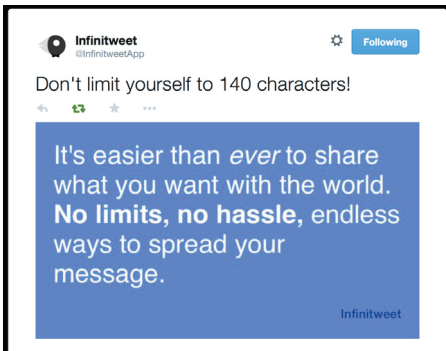 Infinitweet
@InfinitweetApp
Following
Don't limit yourself to 140 characters!
It's easier than ever to share
what you want with the world.
No limits, no hassle, endless
ways to spread your
message.
Infinitweet